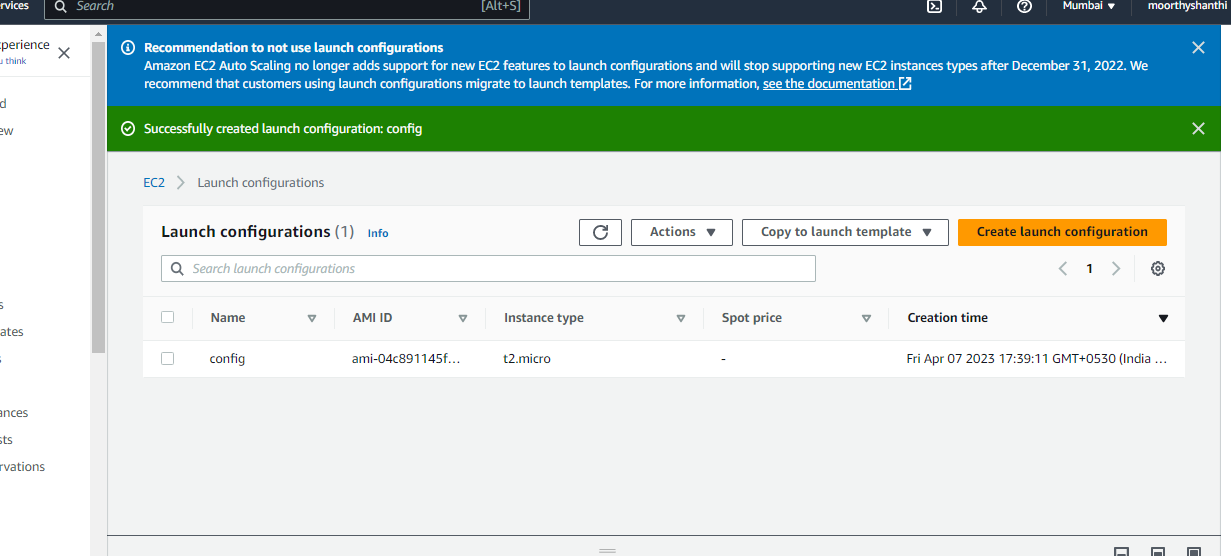 rvices
Search
[Alt+S]
Mumbai
moorthyshanthi
xperience
u think
Recommendation to not use launch configurations
Amazon EC2 Auto Scaling no longer adds support for new EC2 features to launch configurations and will stop supporting new EC2 instances types after December 31, 2022. We
recommend that customers using launch configurations migrate to launch templates. For more information, see the documentation
Successfully created launch configuration: config
EC2
Launch configurations
Launch configurations (1) Info
Actions
Copy to launch template
Create launch configuration
Search launch configurations
1
Name
AMI ID
Instance type
Spot price
Creation time
config
ami-04c891145f...
t2.micro
-
Fri Apr 07 2023 17:39:11 GMT+0530 (India ...
d
ew
s
ates
s
ances
sts
rvations